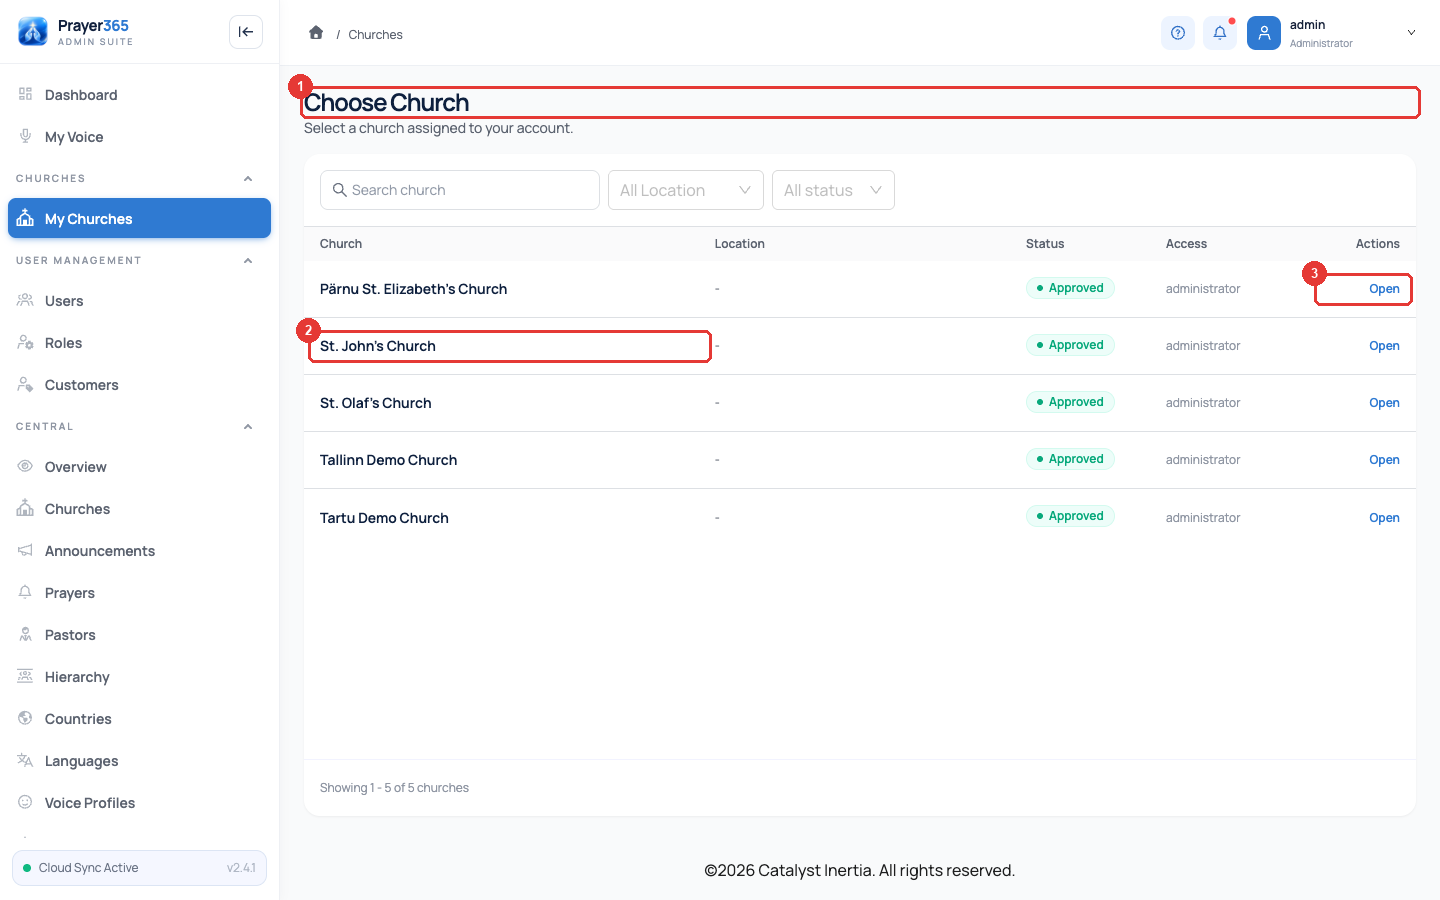 Prayer365
ADMIN SUITE
/ Churches
admin
Administrator
Dashboard
My Voice
CHURCHES
My Churches
USER MANAGEMENT
Users
Roles
Customers
CENTRAL
Overview
Churches
Announcements
Prayers
Pastors
Hierarchy
Countries
Languages
Voice Profiles
Cloud Sync Active v2.4.1
1
Choose Church
Select a church assigned to your account.
Search church All Location All status
Church Location Status Access Actions
3
Pärnu St. Elizabeth's Church - Approved administrator Open
2
St. John's Church - Approved administrator Open
St. Olaf's Church - Approved administrator Open
Tallinn Demo Church - Approved administrator Open
Tartu Demo Church - Approved administrator Open
Showing 1 - 5 of 5 churches
©2026 Catalyst Inertia. All rights reserved.